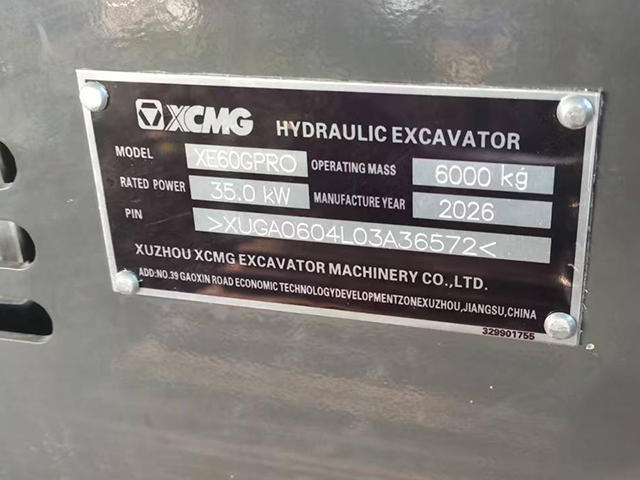 XCMG HYDRAULIC EXCAVATOR
MODEL XE60GPRO OPERATING MASS 6000 kg
RATED POWER 35.0 kW MANUFACTURE YEAR 2026
PIN >XUGA0604L03A36572<
XUZHOU XCMG EXCAVATOR MACHINERY CO.,LTD.
ADD:NO.39 GAOXIN ROAD ECONOMIC TECHNOLOGYDEVELOPMENTZONEXUZHOU,JIANGSU,CHINA
329901755